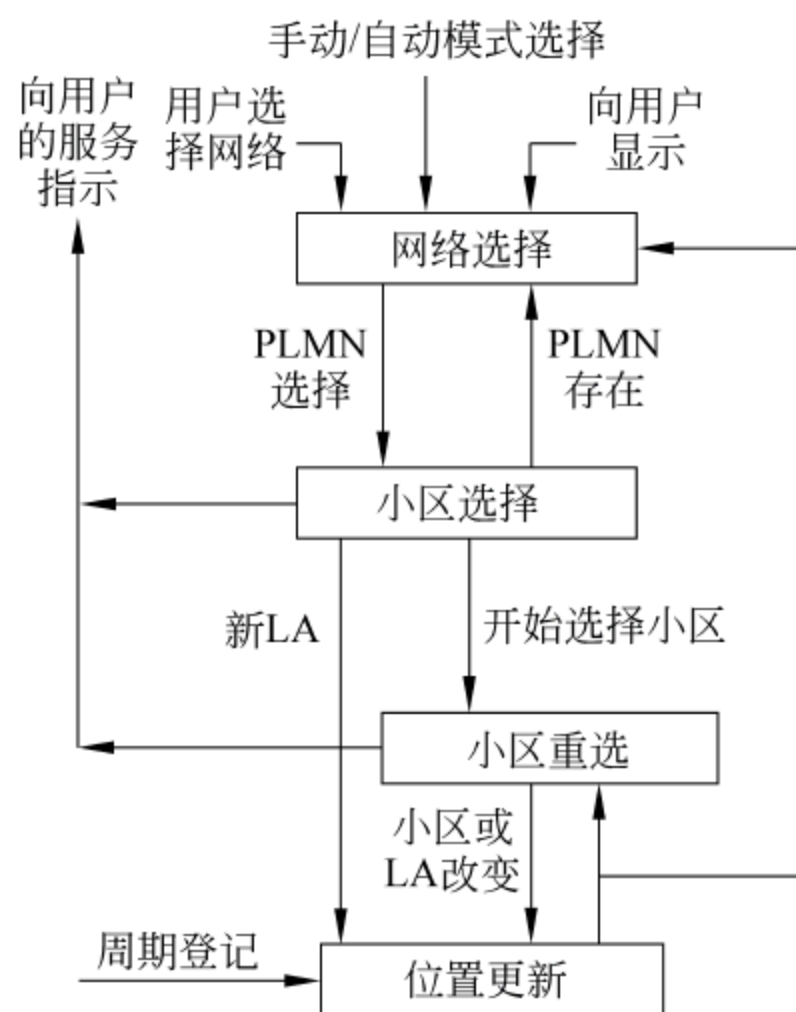 手动/自动模式选择
向用户
的服务
指示
用户选
择网络
向用户
显示
网络选择
PLMN
选择
PLMN
存在
小区选择
新LA
开始选择小区
小区重选
小区或
LA改变
周期登记
位置更新